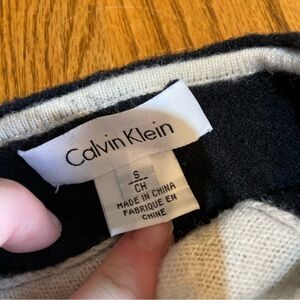 Calvin Klein
S
CH
MADE IN CHINA
FABRIQUE EN
CHINE